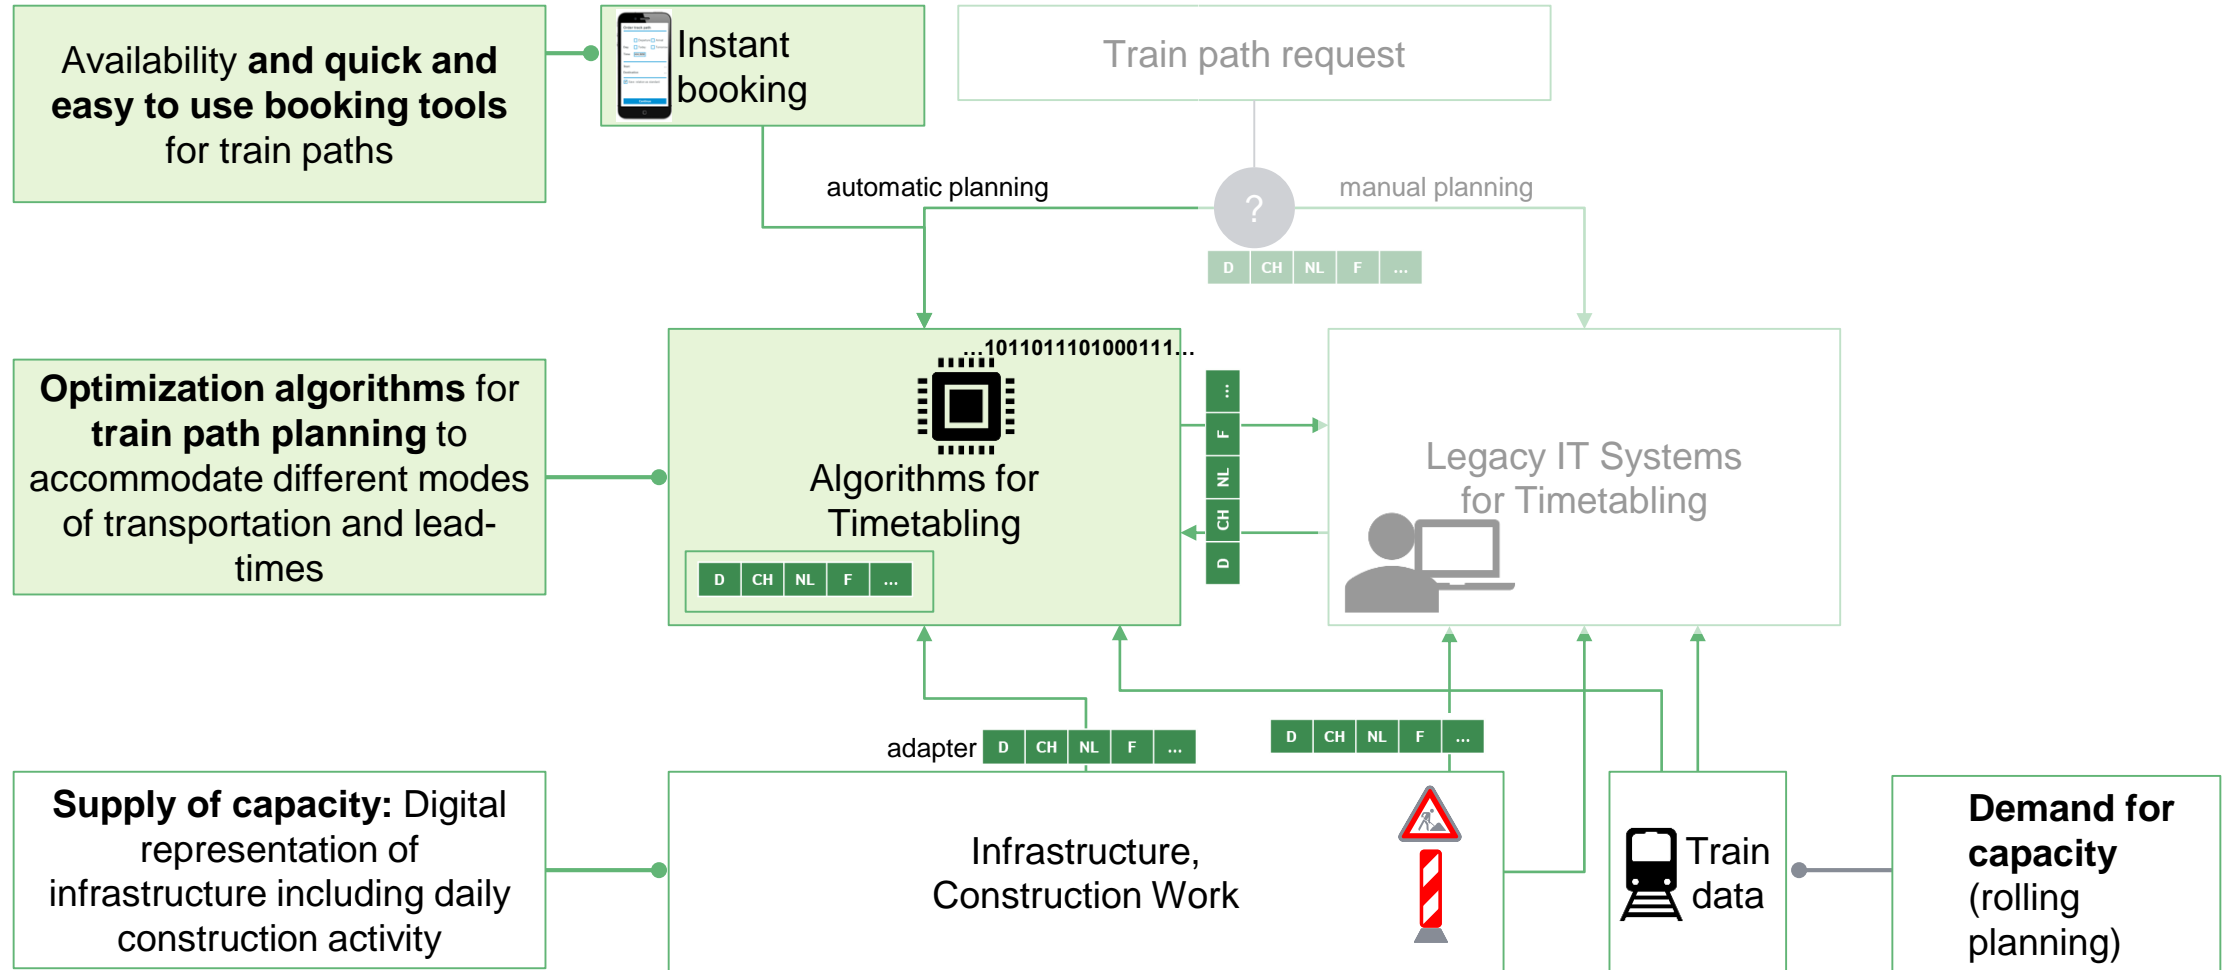 Availability and quick and
easy to use booking tools
for train paths
Instant
booking
Train path request
automatic planning
manual planning
?
D CH NL F ...
Optimization algorithms for
train path planning to
accommodate different modes
of transportation and lead-
times
...1011011101000111...
Algorithms for
Timetabling
D CH NL F ...
D CH NL F ...
Legacy IT Systems
for Timetabling
adapter D CH NL F ...
D CH NL F ...
Supply of capacity: Digital
representation of
infrastructure including daily
construction activity
Infrastructure,
Construction Work
Train
data
Demand for
capacity
(rolling
planning)